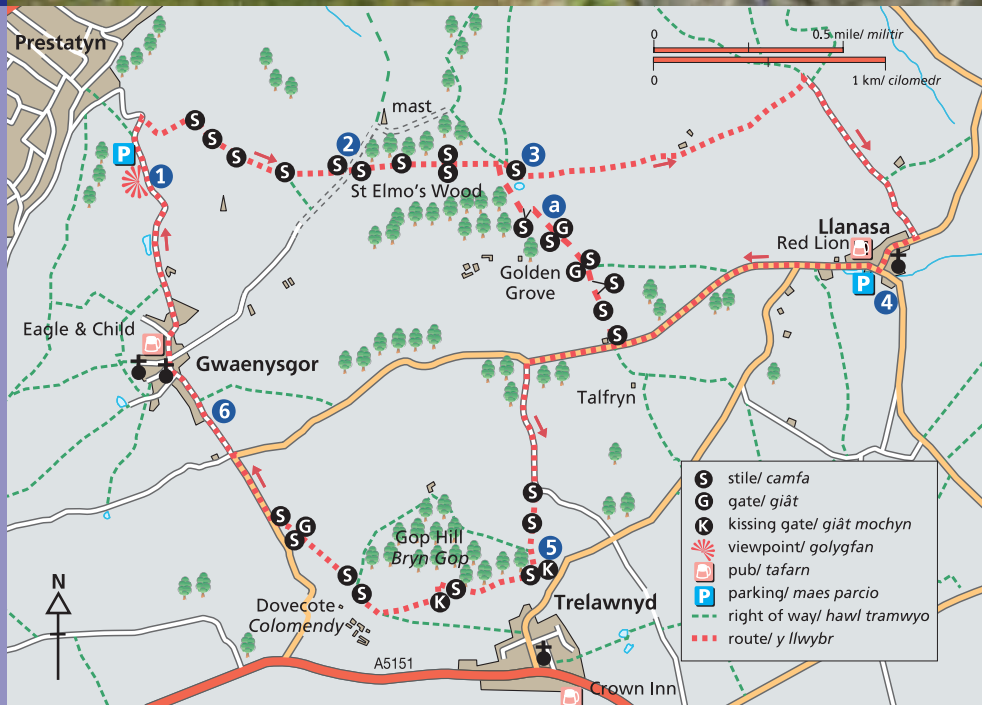 Prestatyn
0
0.5 mile/ militir
0
1 km/ cilomedr
mast
S
S
S
S
2
S
S
S
S
S
3
S
P
1
St Elmo's Wood
a
S
G
S
Llanasa
Red Lion
Golden
Grove
G
S
S
S
P
4
S
Eagle & Child
Gwaenysgor
Talfryn
6
S
S
G
S
S
Gop Hill
Bryn Gop
5
S
K
S
S
K
S
Dovecote
Colomendy
Trelawnyd
N
A5151
Crown Inn
S stile/ camfa
G gate/ giât
K kissing gate/ giât mochyn
viewpoint/ golygfan
pub/ tafarn
P parking/ maes parcio
right of way/ hawl tramwyo
route/ y llwybr